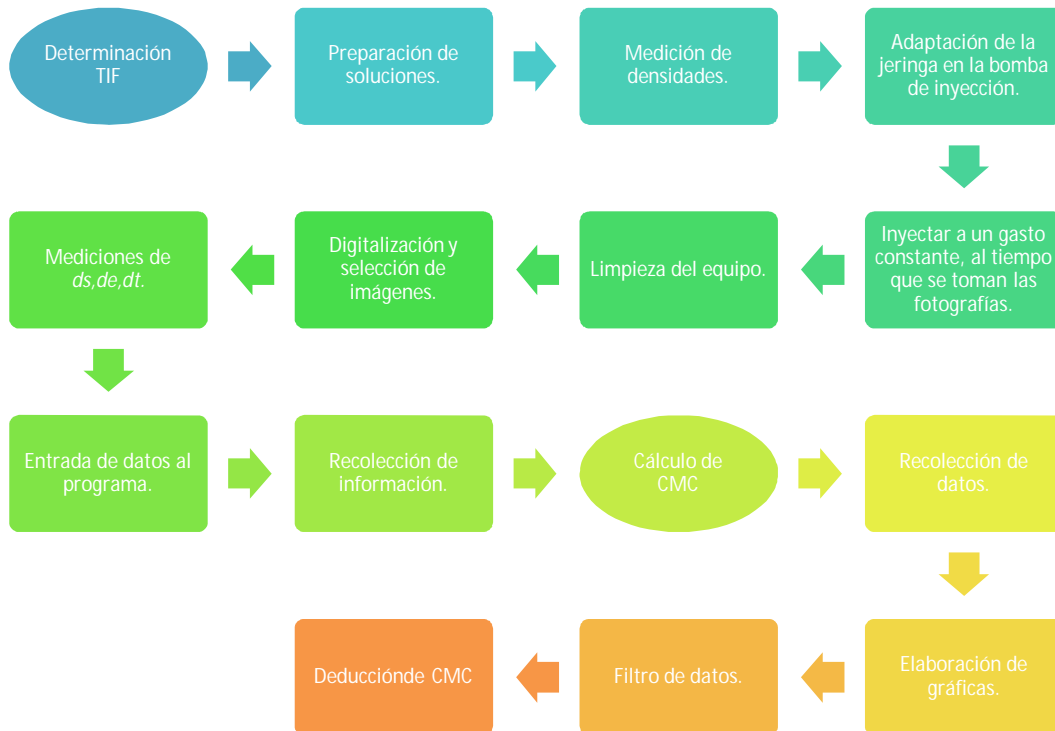 Determinación
TIF
Preparación de
soluciones.
Medición de
densidades.
Adaptación de la
jeringa en la bomba
de inyección.
Inyectar a un gasto
constante, al tiempo
que se toman las
fotografías.
Limpieza del equipo.
Digitalización y
selección de
imágenes.
Mediciones de
ds,de,dt.
Entrada de datos al
programa.
Recolección de
información.
Cálculo de
CMC
Recolección de
datos.
Elaboración de
gráficas.
Filtro de datos.
Deducciónde CMC